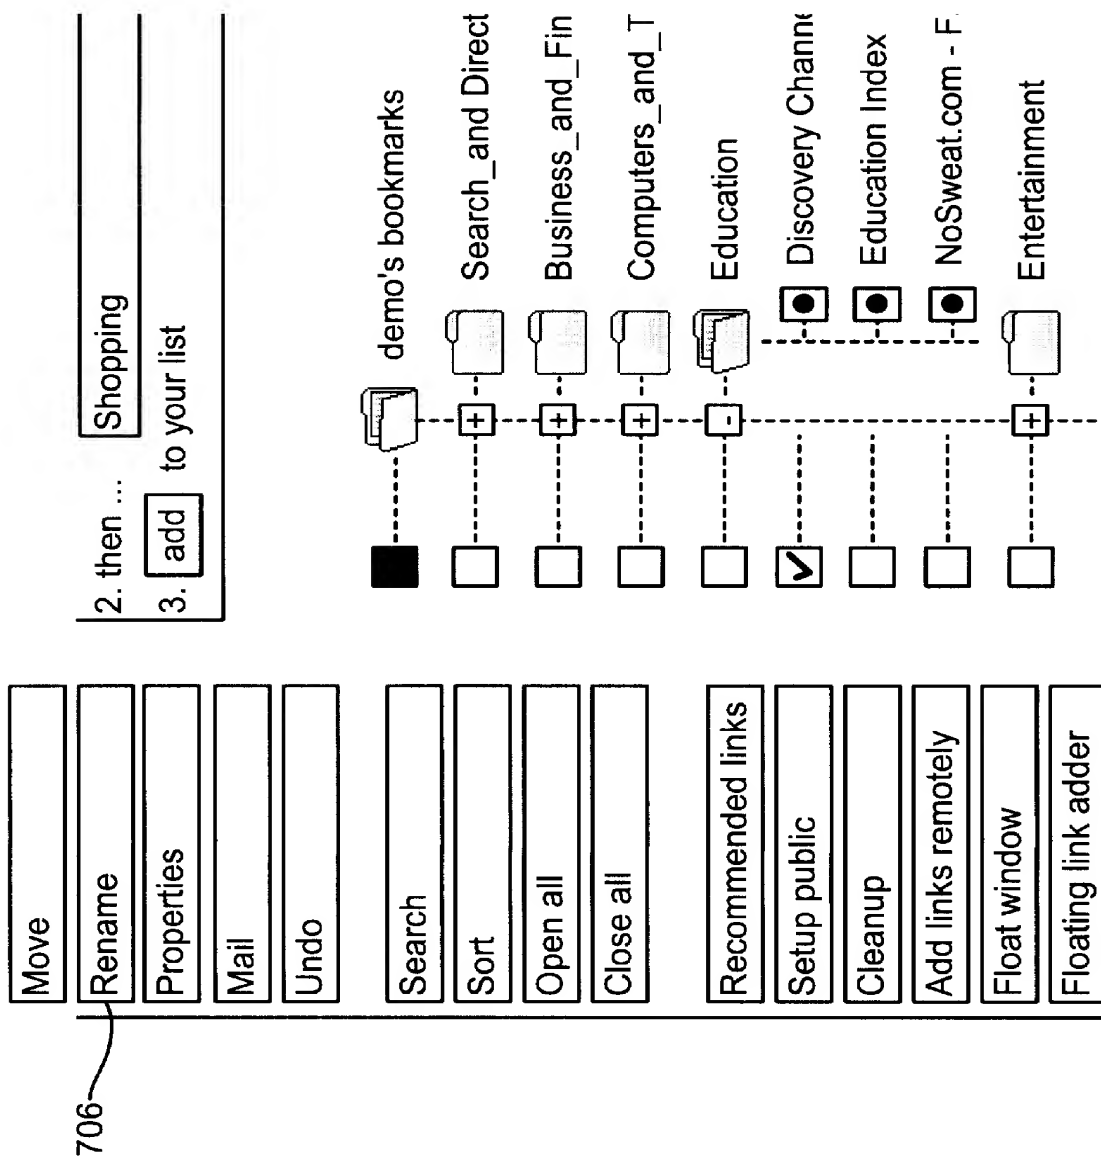 Move
Rename
Properties
Mail
Undo
Search
Sort
Open all
Close all
Recommended links
Setup public
Cleanup
Add links remotely
Float window
Floating link adder
706
2. then ... Shopping
3. add to your list
demo's bookmarks
+ Search_and Direct
+ Business_and_Fin
+ Computers_and_T
- Education
Discovery Channe
Education Index
NoSweat.com - F
+ Entertainment